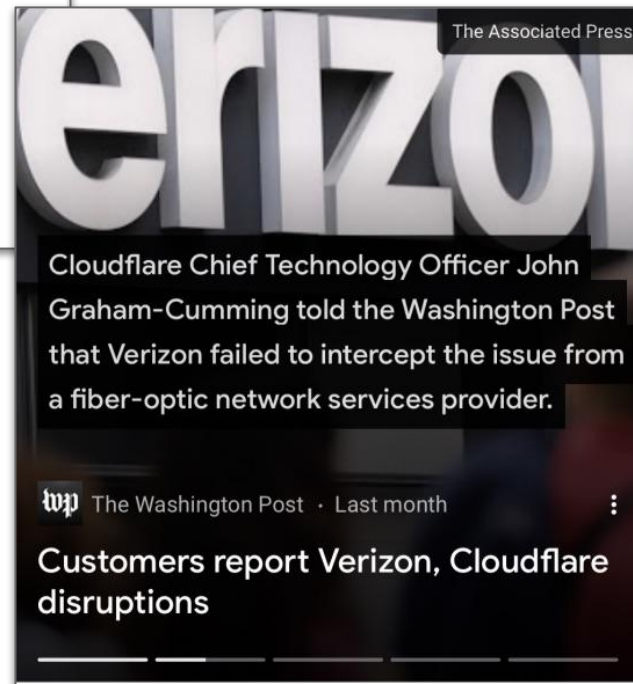 The Associated Press
erizo
Cloudflare Chief Technology Officer John
Graham-Cumming told the Washington Post
that Verizon failed to intercept the issue from
a fiber-optic network services provider.
wp The Washington Post · Last month
Customers report Verizon, Cloudflare
disruptions